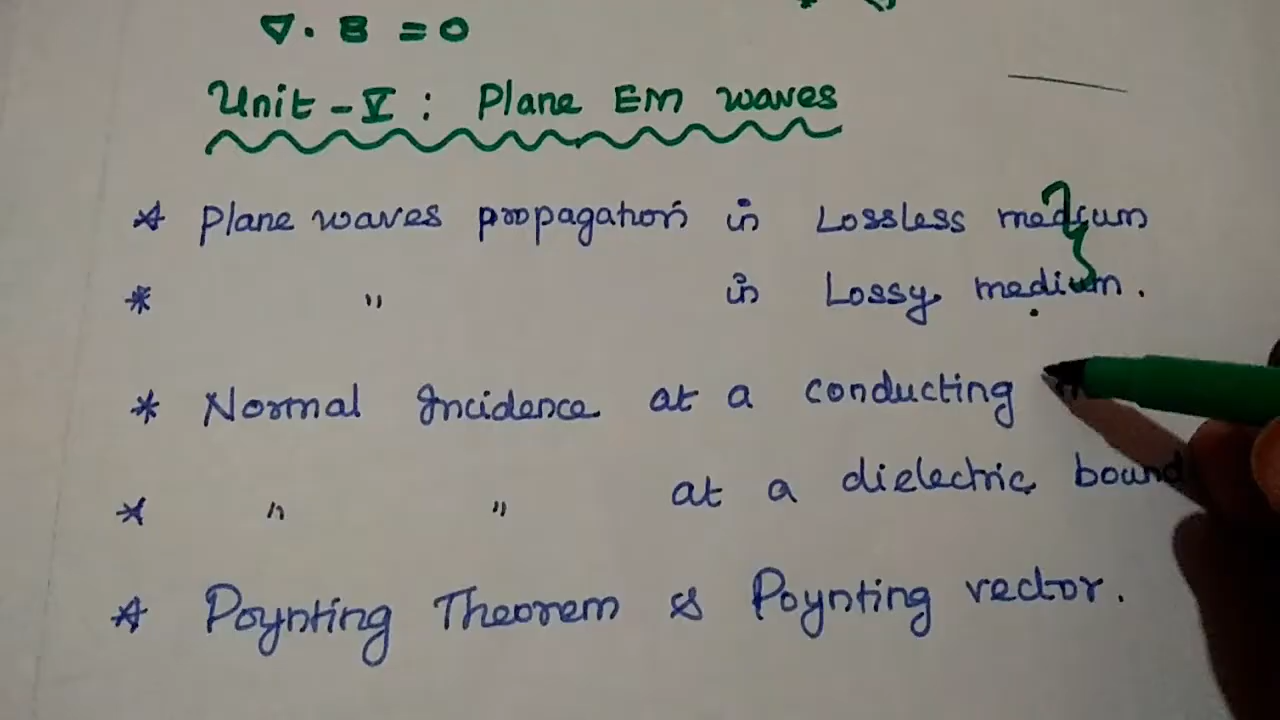 ∇. B = 0
Unit - V : Plane EM waves
* Plane waves propagation in Lossless medium
* " in Lossy medium.
* Normal Incidence at a conducting
* " " at a dielectric bound
* Poynting Theorem & Poynting vector.